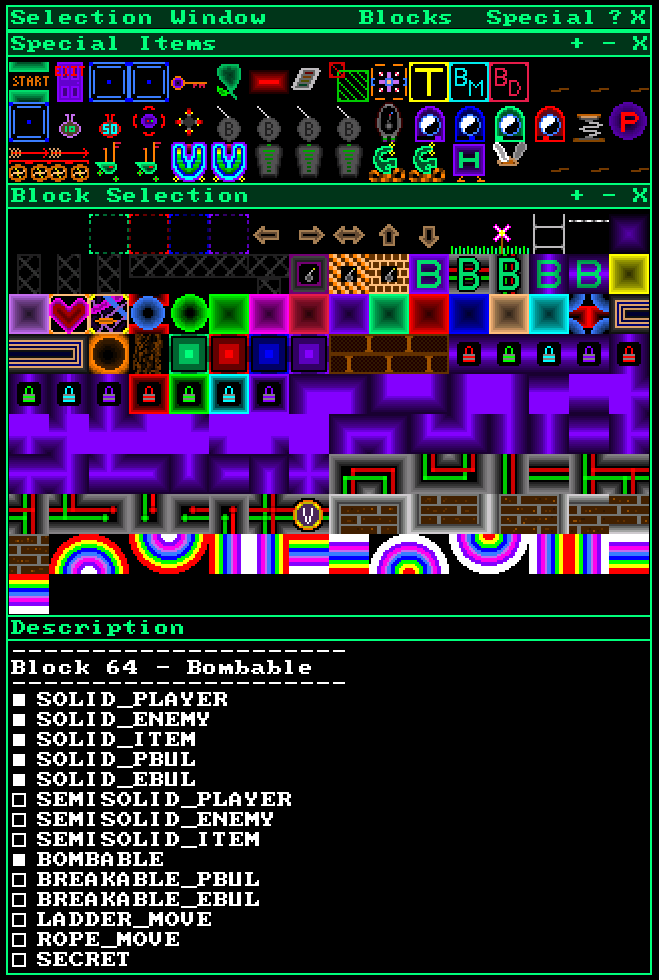 Selection Window Blocks Special ? X
Special Items + - X
START EXIT T BM BD
SD B B B B P
H
Block Selection + - X
B B B B B
V
Description
Block 64 - Bombable
SOLID_PLAYER
SOLID_ENEMY
SOLID_ITEM
SOLID_PBUL
SOLID_EBUL
SEMISOLID_PLAYER
SEMISOLID_ENEMY
SEMISOLID_ITEM
BOMBABLE
BREAKABLE_PBUL
BREAKABLE_EBUL
LADDER_MOVE
ROPE_MOVE
SECRET